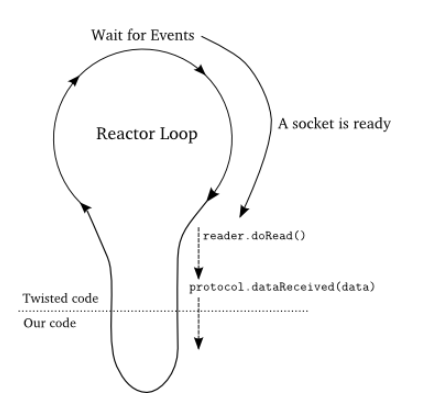 Wait for Events
A socket is ready
Reactor Loop
reader.doRead()
protocol.dataReceived(data)
Twisted code
Our code